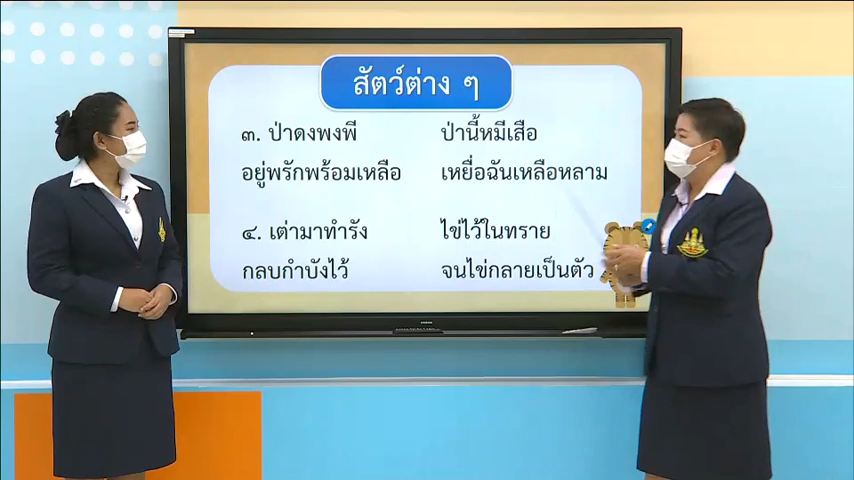 สัตว์ต่าง ๆ
๓. ป่าดงพงพี ป่านี้หมีเสือ
อยู่พรักพร้อมเหลือ เหยื่อฉันเหลือหลาม
๔. เต่ามาทำรัง ไข่ไว้ในทราย
กลบกำบังไว้ จนไข่กลายเป็นตัว